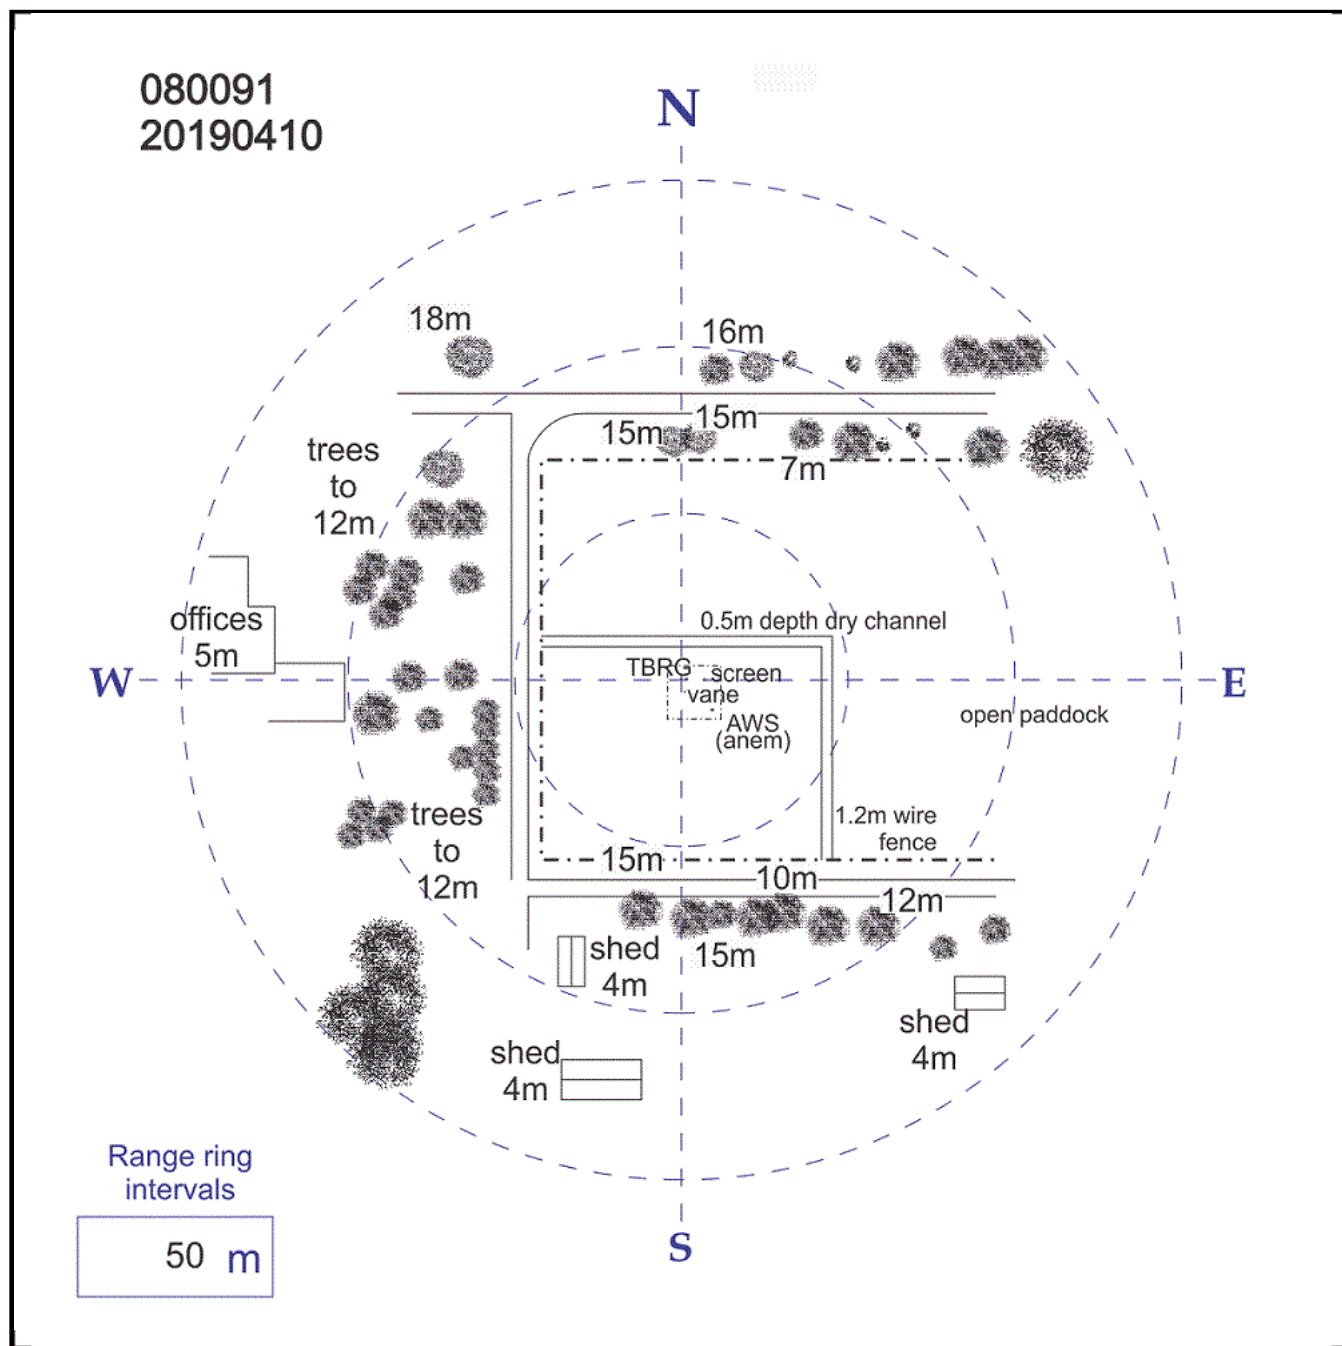 080091
20190410
N
18m
16m
15m
15m
7m
trees
to
12m
offices
5m
0.5m depth dry channel
TBRG
screen
vane
AWS
(anem)
W
E
open paddock
1.2m wire
fence
trees
to
12m
15m
10m
12m
15m
shed
4m
shed
4m
shed
4m
Range ring
intervals
50 m
S